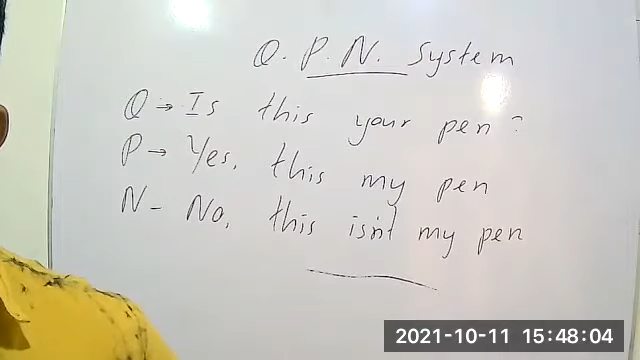 Q. P. N. System
Q → Is this your pen?
P → Yes, this my pen
N - No, this isn't my pen
2021-10-11 15:48:04